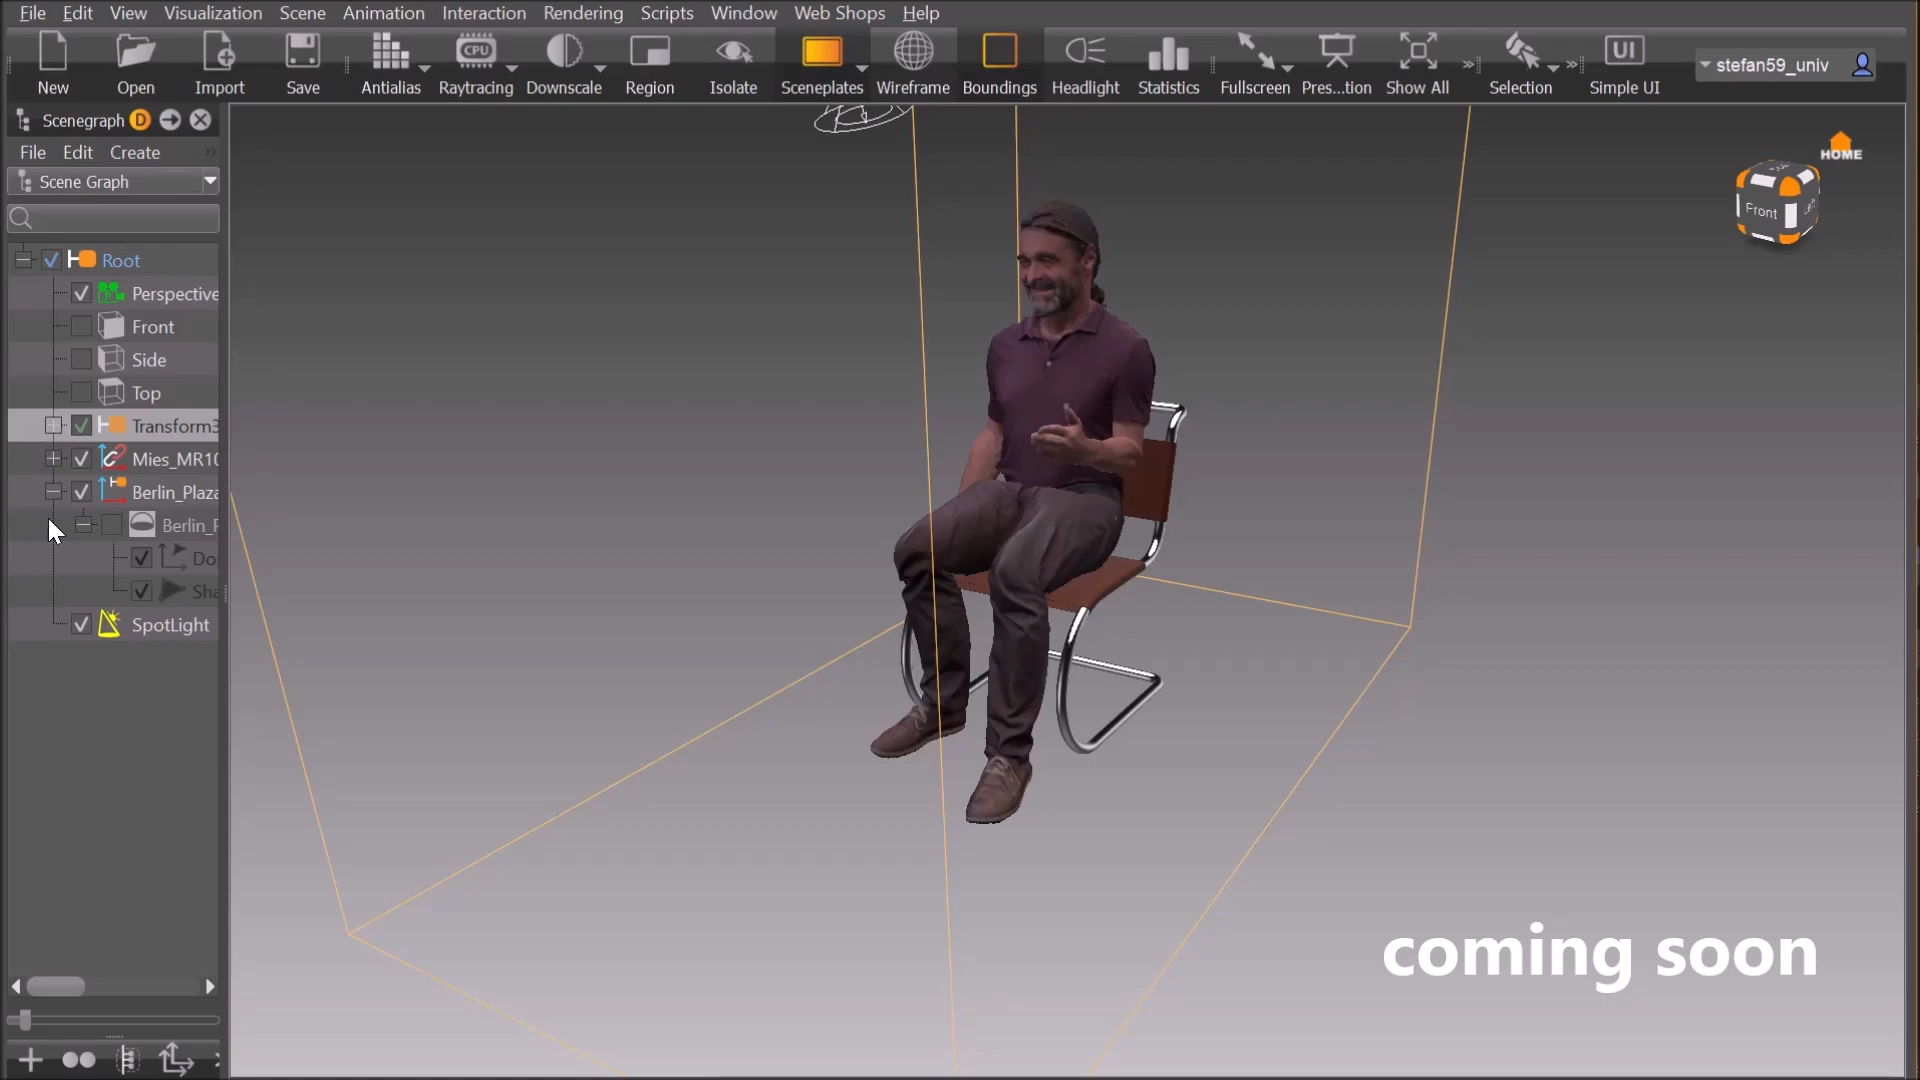 File Edit View Visualization Scene Animation Interaction Rendering Scripts Window Web Shops Help
CPU UI
New Open Import Save Antialias Raytracing Downscale Region Isolate Sceneplates Wireframe Boundings Headlight Statistics Fullscreen Pres...tion Show All Selection Simple UI
stefan59_univ
Scenegraph D
File Edit Create
Scene Graph
Root
Perspective
Front
Side
Top
Transform3
Mies_MR10
Berlin_Plaza
Berlin_F
Do
Sha
SpotLight
HOME
Front
coming soon